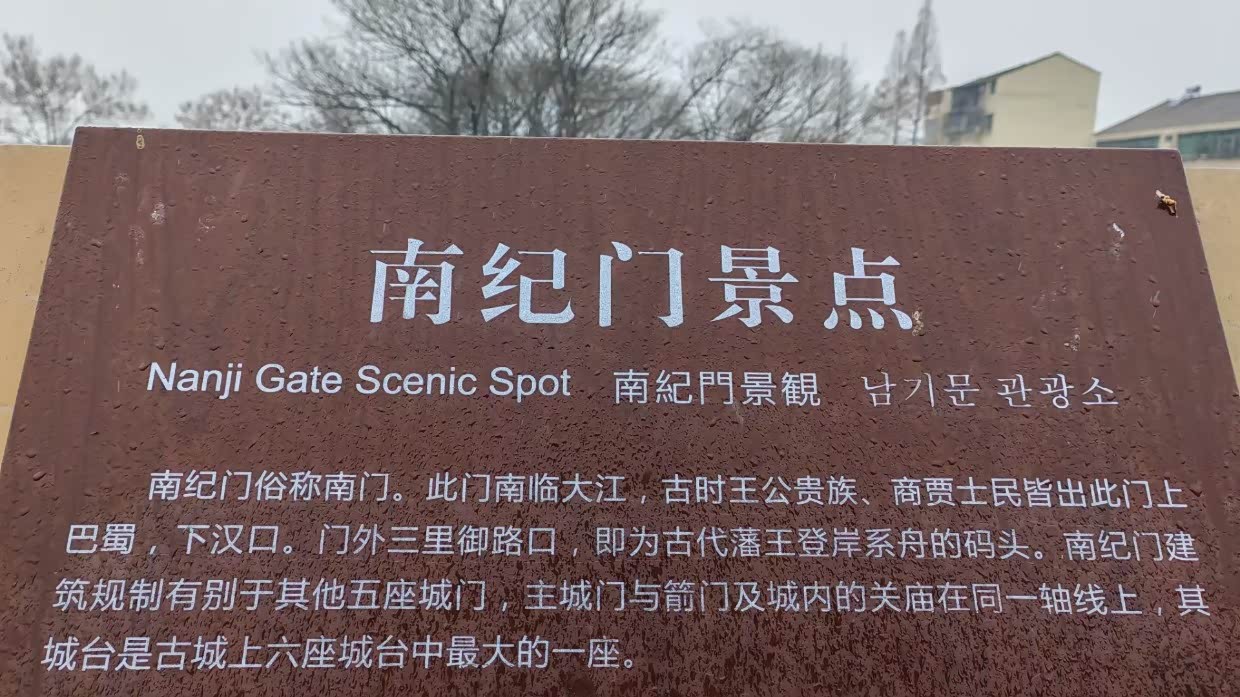 南纪门景点
Nanji Gate Scenic Spot 南紀門景観 남기문 관광소
南纪门俗称南门。此门南临大江，古时王公贵族、商贾士民皆出此门上
巴蜀，下汉口。门外三里御路口，即为古代藩王登岸系舟的码头。南纪门建
筑规制有别于其他五座城门，主城门与箭门及城内的关庙在同一轴线上，其
城台是古城上六座城台中最大的一座。